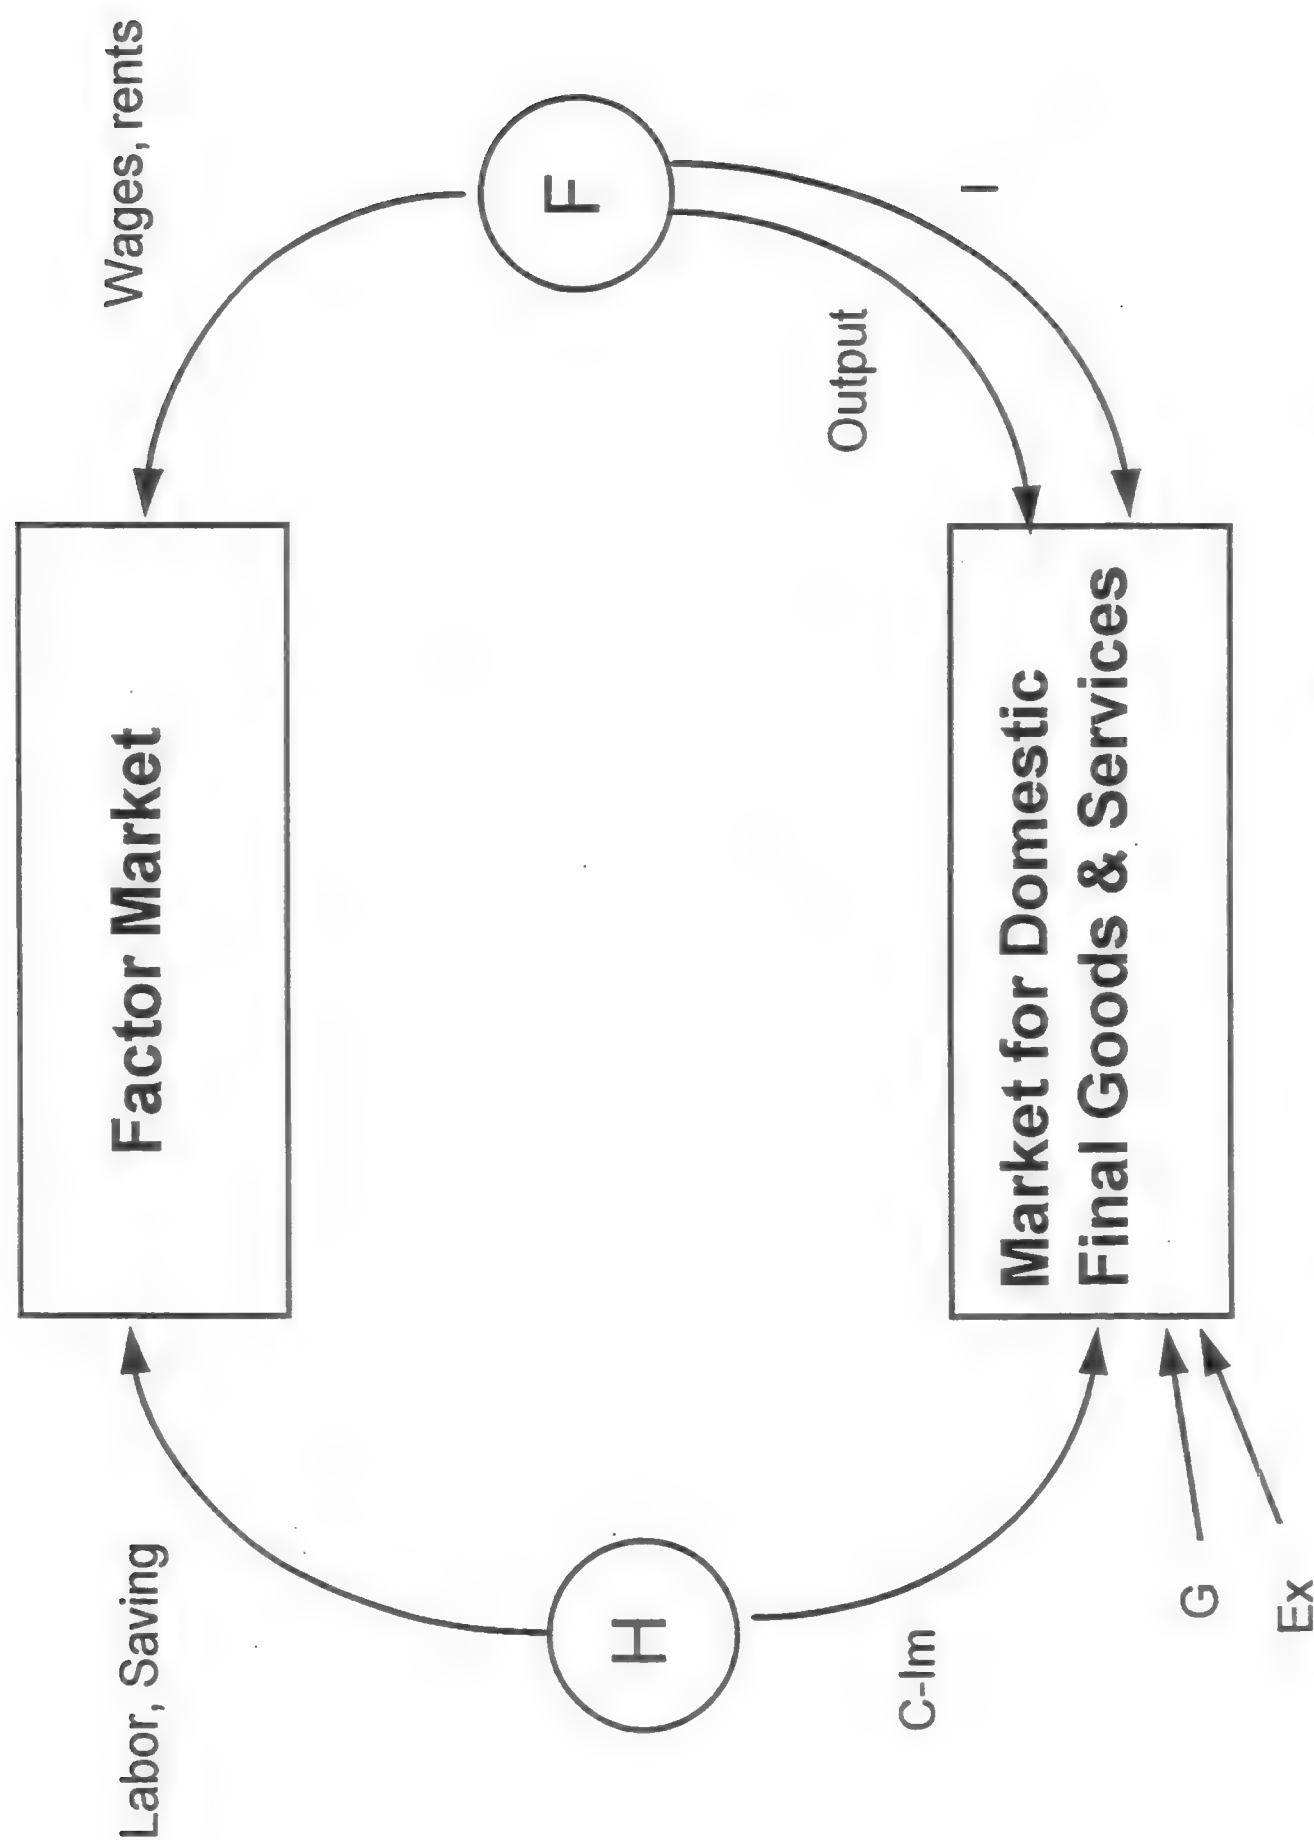 Labor, Saving
Factor Market
Wages, rents
H
F
C-Im
Output
I
Market for Domestic
Final Goods & Services
G
Ex